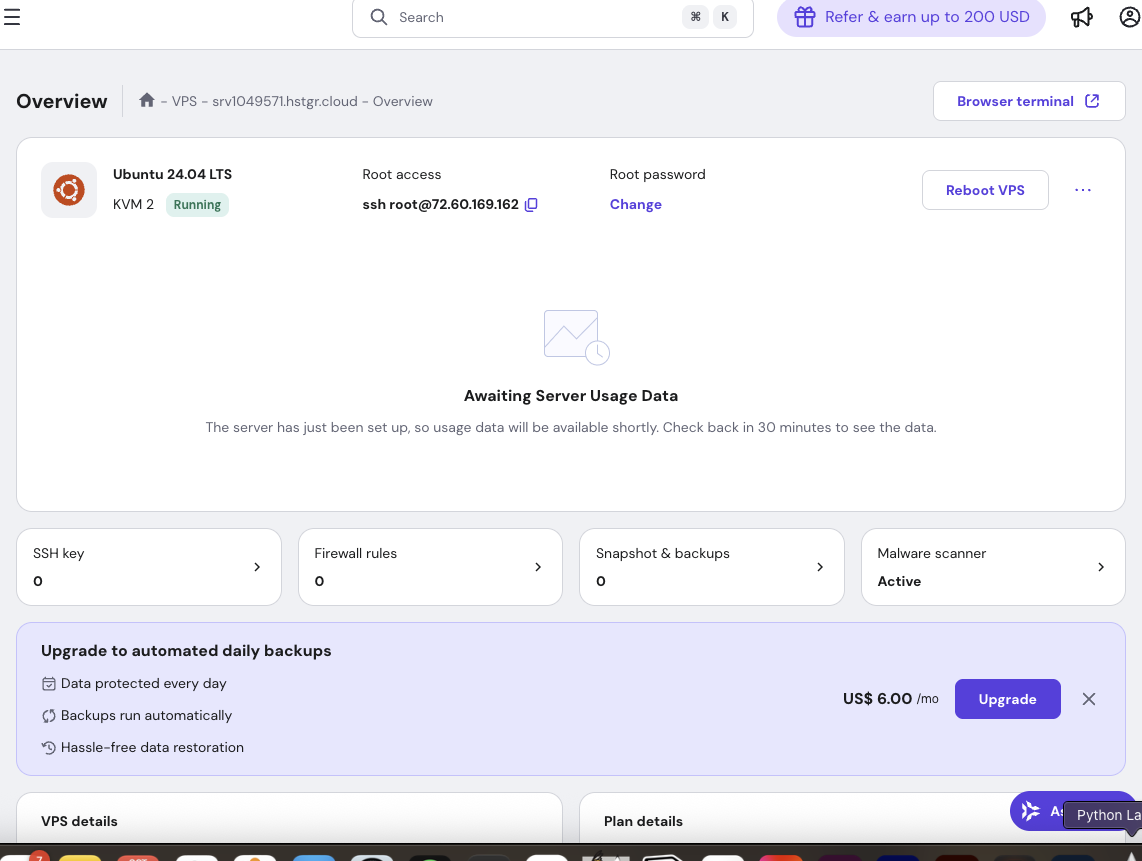 Search ⌘ K Refer & earn up to 200 USD
Overview - VPS - srv1049571.hstgr.cloud - Overview Browser terminal
Ubuntu 24.04 LTS Root access Root password
KVM 2 Running ssh root@72.60.169.162 Change Reboot VPS ...
Awaiting Server Usage Data
The server has just been set up, so usage data will be available shortly. Check back in 30 minutes to see the data.
SSH key Firewall rules Snapshot & backups Malware scanner
0 0 0 Active
Upgrade to automated daily backups
Data protected every day
US$ 6.00 /mo Upgrade
Backups run automatically
Hassle-free data restoration
VPS details Plan details
Python La
7